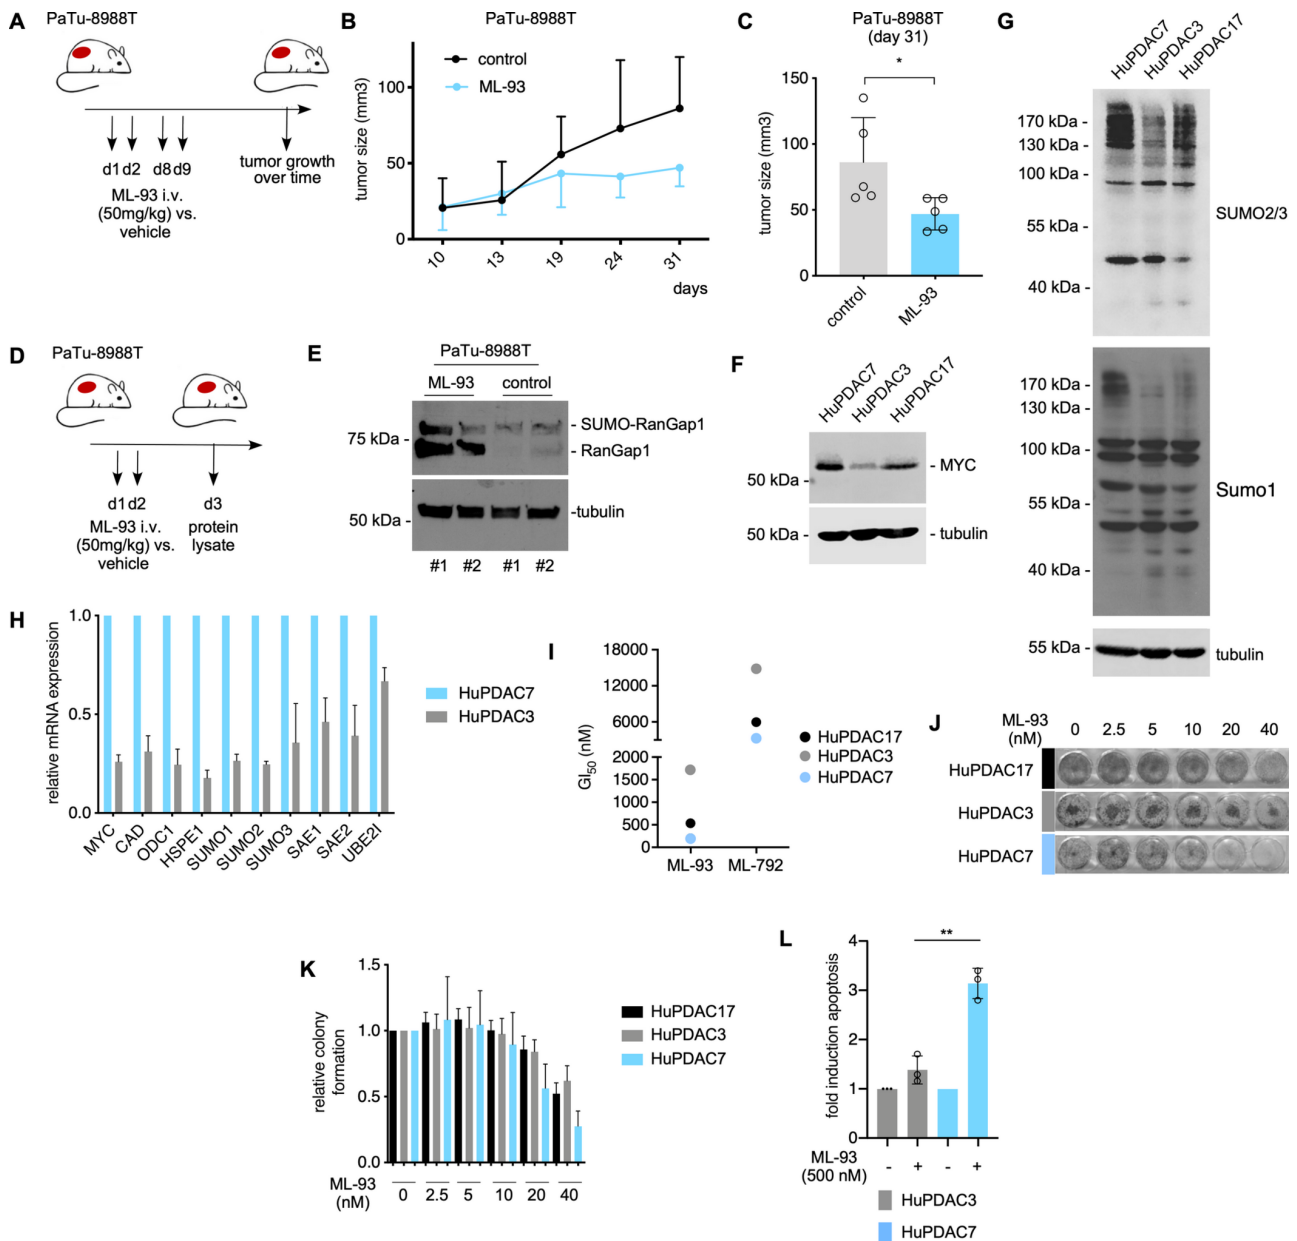 A
PaTu-8988T
d1 d2
d8 d9
ML-93 i.v.
(50mg/kg) vs.
vehicle
tumor growth
over time
B
PaTu-8988T
tumor size (mm3)
100
50
0
control
ML-93
10
13
19
24
31
days
C
PaTu-8988T
(day 31)
*
tumor size (mm3)
150
100
50
0
control
ML-93
D
PaTu-8988T
d1 d2
d3
ML-93 i.v.
(50mg/kg) vs.
vehicle
protein
lysate
E
PaTu-8988T
ML-93
control
75 kDa -
50 kDa -
SUMO-RanGap1
- RanGap1
-tubulin
#1 #2 #1 #2
F
HuPDAC7
HuPDAC3
HuPDAC17
50 kDa -
- MYC
50 kDa -
- tubulin
G
HuPDAC7
HuPDAC3
HuPDAC17
170 kDa -
130 kDa -
100 kDa -
55 kDa -
40 kDa -
SUMO2/3
170 kDa -
130 kDa -
100 kDa -
55 kDa -
40 kDa -
Sumo1
55 kDa -
tubulin
H
relative mRNA expression
1.0
0.5
0.0
MYC
CAD
ODC1
HSPE1
SUMO1
SUMO2
SUMO3
SAE1
SAE2
UBE2I
HuPDAC7
HuPDAC3
I
GI50 (nM)
18000
12000
6000
2000
1500
1000
500
0
ML-93
ML-792
HuPDAC17
HuPDAC3
HuPDAC7
J
ML-93
(nM)
0 2.5 5 10 20 40
HuPDAC17
HuPDAC3
HuPDAC7
K
relative colony
formation
1.5
1.0
0.5
0.0
ML-93
(nM)
0 2.5 5 10 20 40
HuPDAC17
HuPDAC3
HuPDAC7
L
**
fold induction apoptosis
4
3
2
1
0
ML-93
(500 nM)
- + - +
HuPDAC3
HuPDAC7